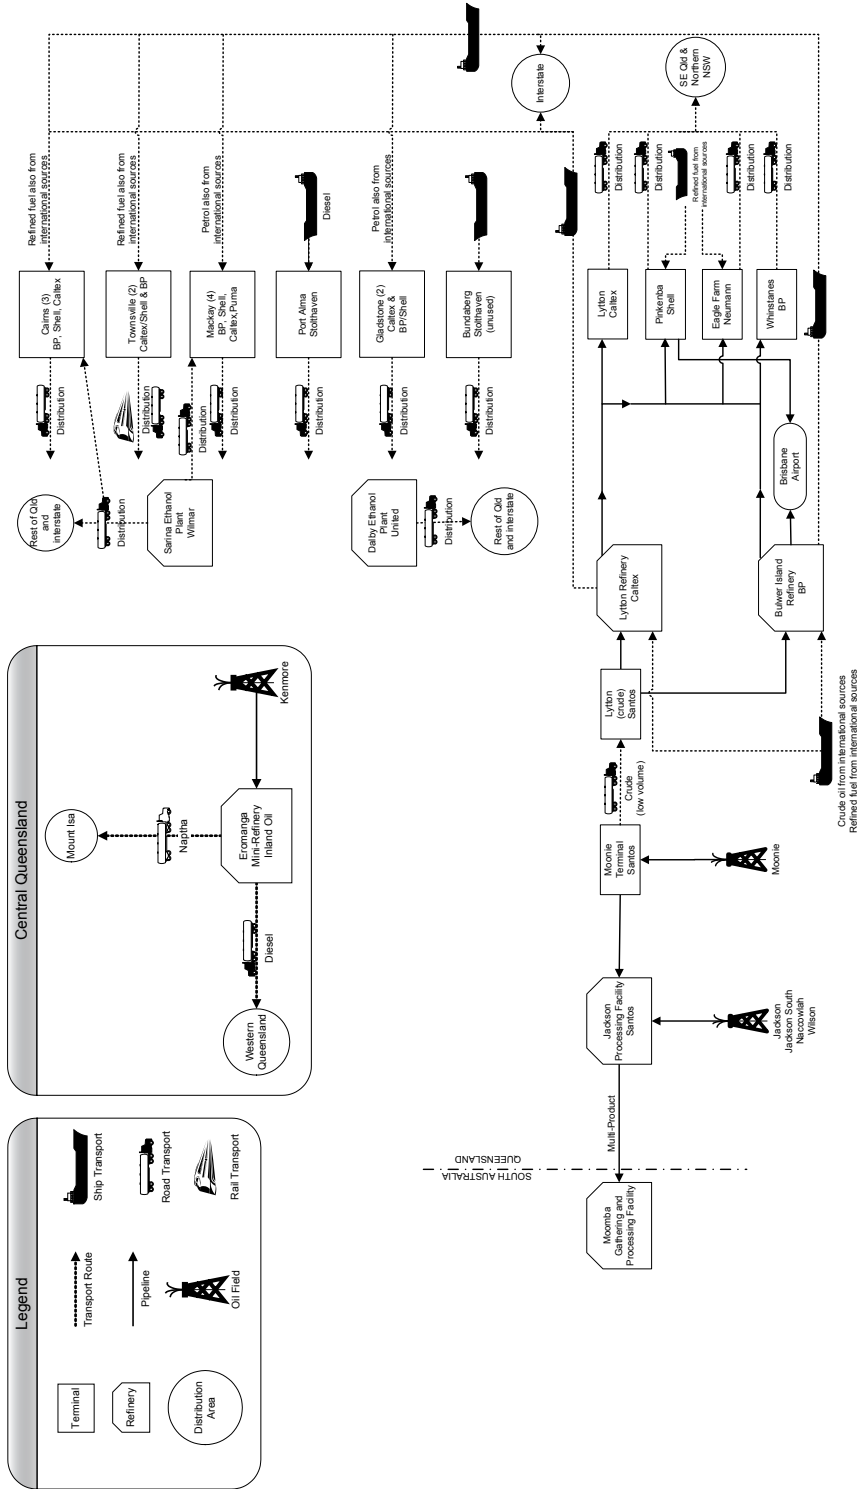 Legend
Terminal
Refinery
Distribution
Area
Transport Route
Pipeline
Oil Field
Ship Transport
Road Transport
Rail Transport
Central Queensland
Western
Queensland
Diesel
Mount Isa
Naptha
Eromanga
Mini-Refinery
Inland Oil
Kenmore
Rest of Qld
and
interstate
Distribution
Sarina Ethanol
Plant
Wilmar
Distribution
Dalby Ethanol
Plant
United
Distribution
Rest of Qld
and interstate
Distribution
Cairns (3)
BP, Shell, Caltex
Refined fuel also from
international sources
Distribution
Townsville (2)
Caltex/Shell & BP
Refined fuel also from
international sources
Distribution
Mackay (4)
BP, Shell,
Caltex,Puma
Petrol also from
international sources
Distribution
Port Alma
Stolthaven
Diesel
Distribution
Gladstone (2)
Caltex &
BP/Shell
Petrol also from
international sources
Distribution
Bundaberg
Stolthaven
(unused)
Interstate
SE Qld &
Northern
NSW
Moomba
Gathering and
Processing Facility
SOUTH AUSTRALIA
QUEENSLAND
Multi-Product
Jackson
Processing Facility
Santos
Jackson
Jackson South
Naccowlah
Wilson
Moonie
Terminal
Santos
Moonie
Crude
(low volume)
Lytton
(crude)
Santos
Lytton Refinery
Caltex
Bulwer Island
Refinery
BP
Crude oil from international sources
Refined fuel from international sources
Brisbane
Airport
Lytton
Caltex
Distribution
Pinkenba
Shell
Distribution
Refined fuel from
international sources
Eagle Farm
Neumann
Distribution
Whinstanes
BP
Distribution